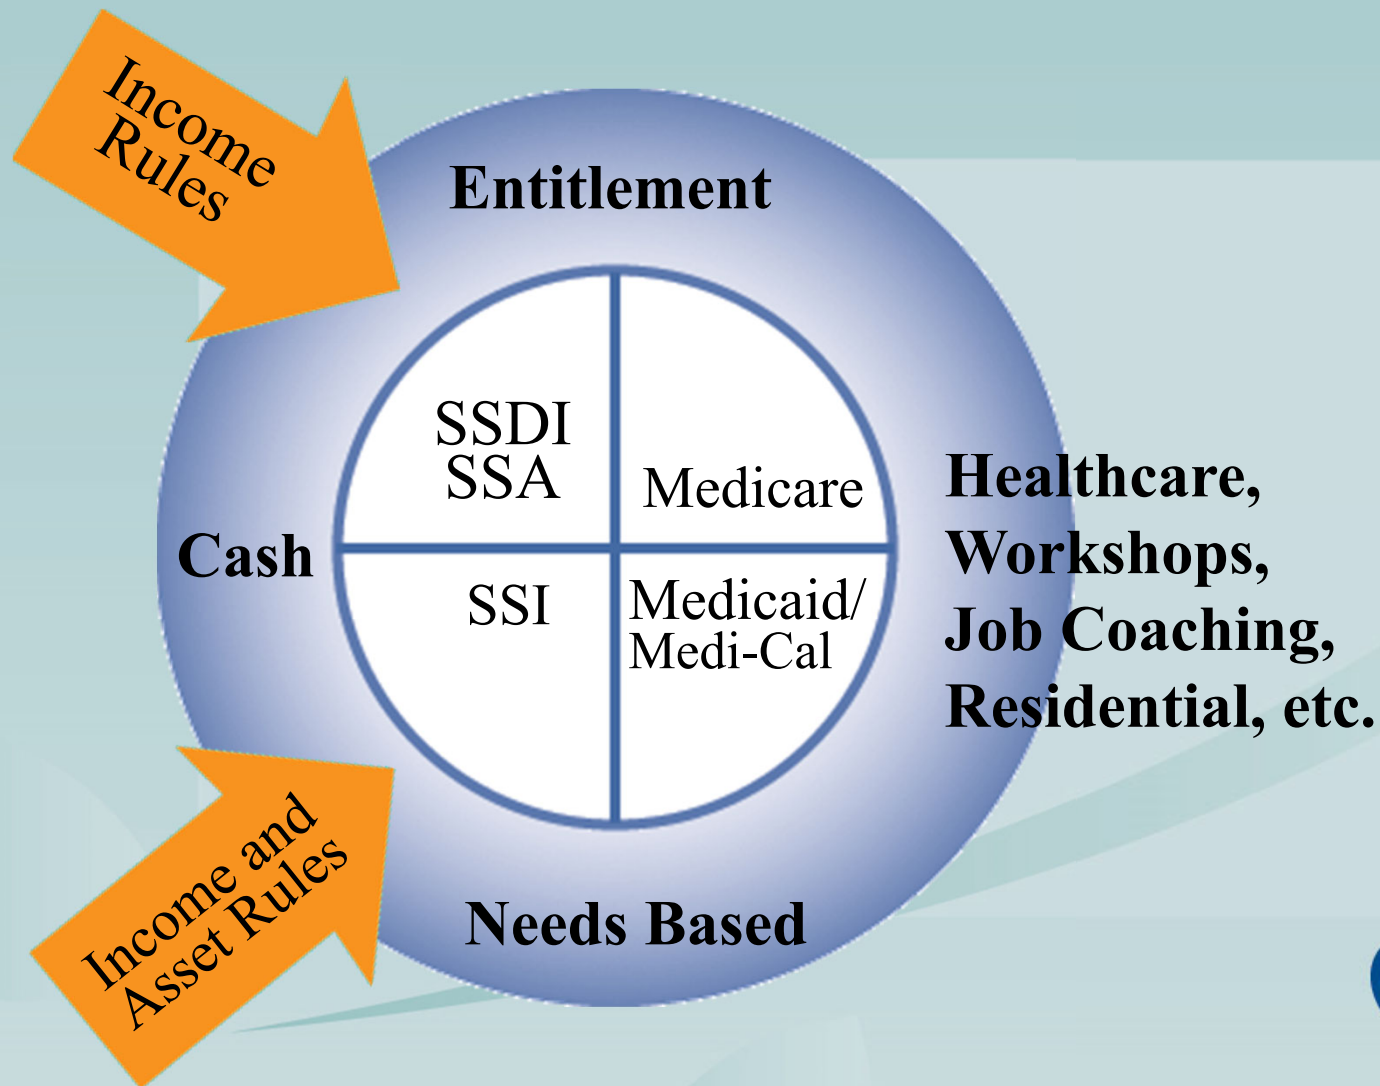 Income
Rules
Entitlement
SSDI
SSA
Medicare
Cash
SSI
Medicaid/
Medi-Cal
Healthcare,
Workshops,
Job Coaching,
Residential, etc.
Income and
Asset Rules
Needs Based